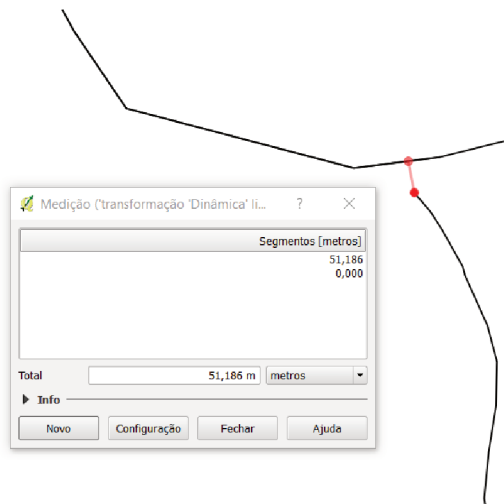 Medição ('transformação 'Dinâmica' li... ?
Segmentos [metros]
51,186
0,000
Total 51,186 m metros
Info
Novo Configuração Fechar Ajuda